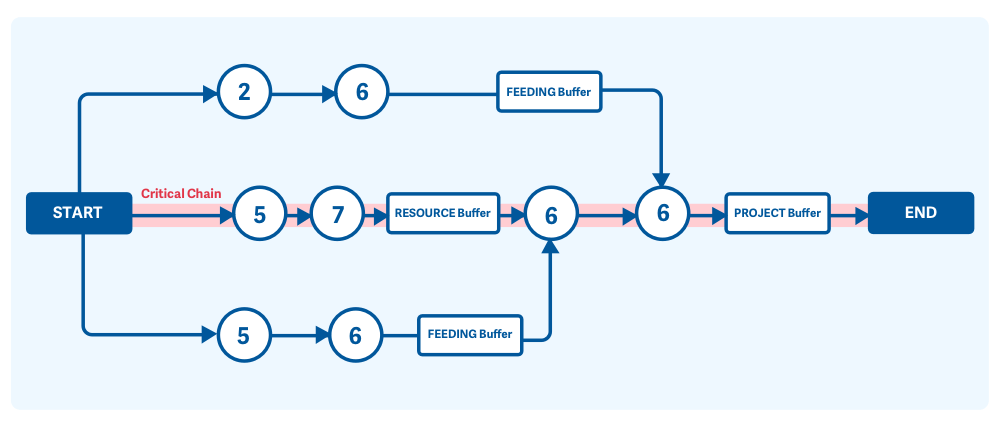 2
6
FEEDING Buffer
Critical Chain
START
5
7
RESOURCE Buffer
6
6
PROJECT Buffer
END
5
6
FEEDING Buffer